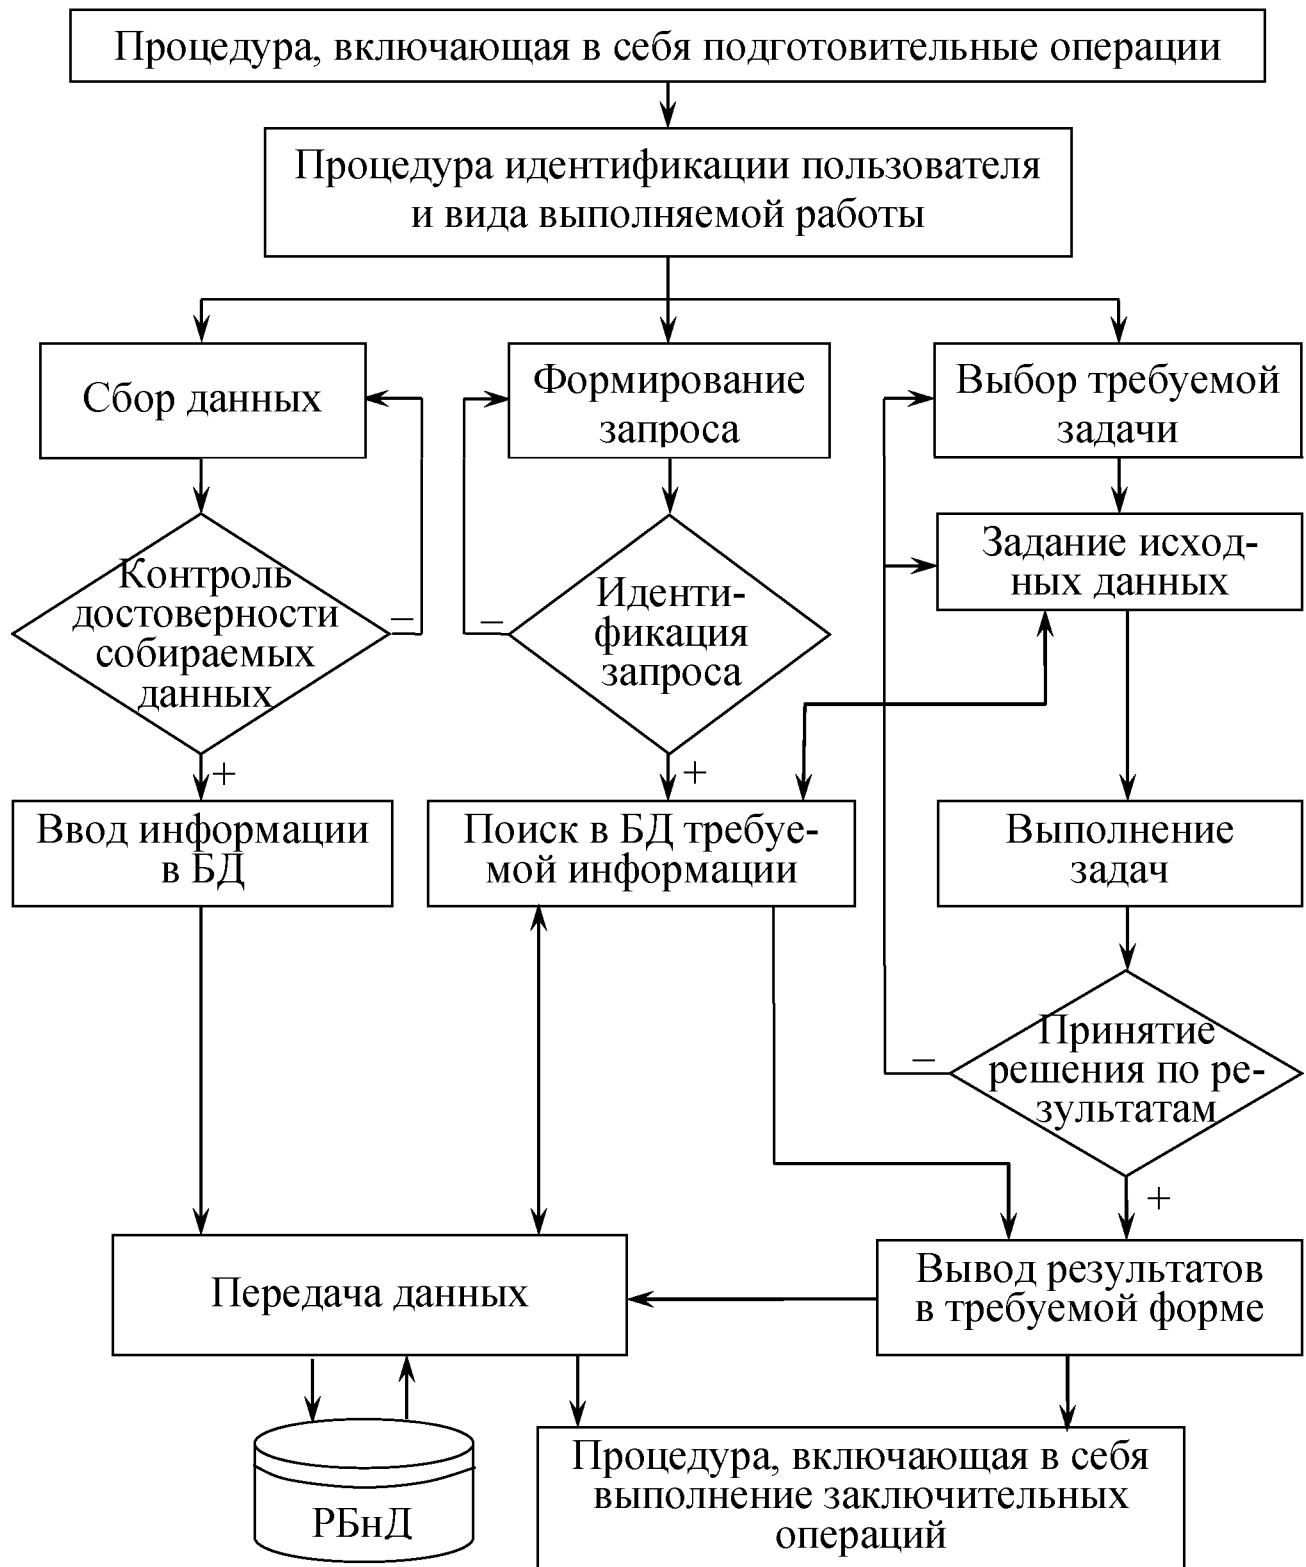 Процедура, включающая в себя подготовительные операции
Процедура идентификации пользователя
и вида выполняемой работы
Сбор данных
Формирование
запроса
Выбор требуемой
задачи
Контроль
достоверности
собираемых
данных
–
+
Иденти-
фикация
запроса
–
+
Задание исход-
ных данных
Ввод информации
в БД
Поиск в БД требуе-
мой информации
Выполнение
задач
Принятие
решения по ре-
зультатам
–
+
Передача данных
Вывод результатов
в требуемой форме
РБнД
Процедура, включающая в себя
выполнение заключительных
операций